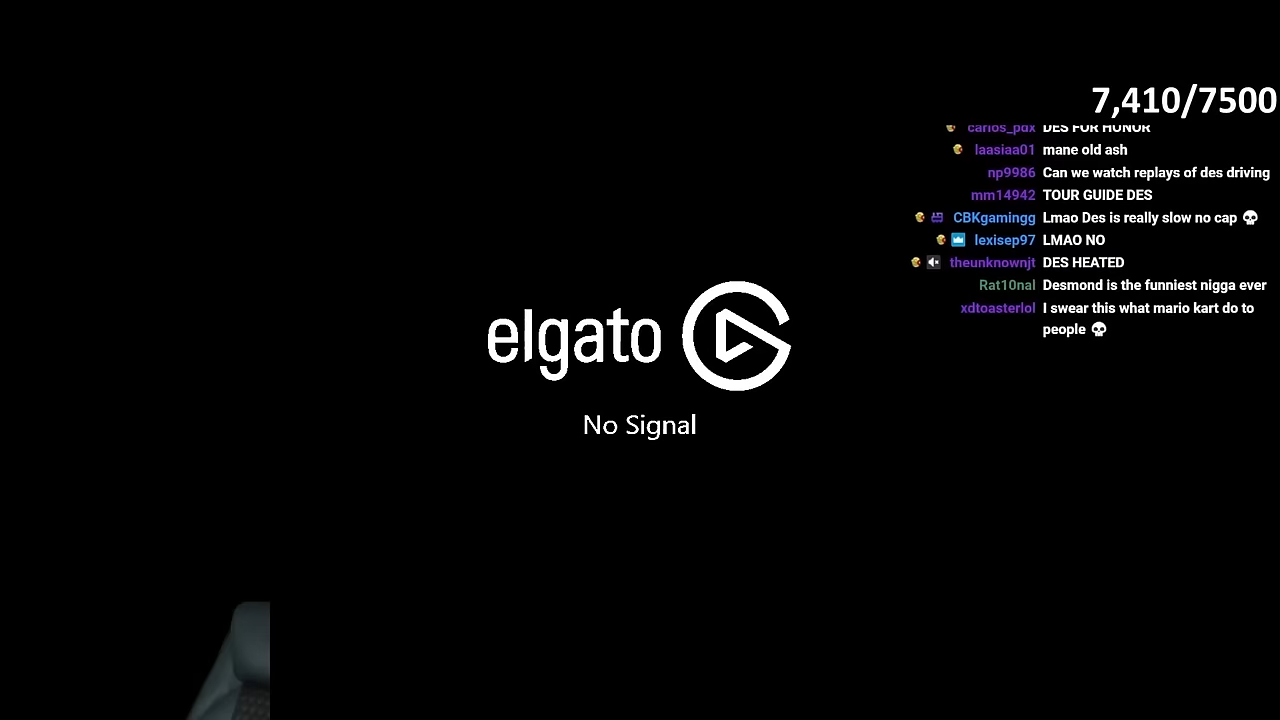 7,410/7500
carlos_pdx DES FOR HONOR
laasiaa01 mane old ash
np9986 Can we watch replays of des driving
mm14942 TOUR GUIDE DES
CBKgamingg Lmao Des is really slow no cap 💀
lexisep97 LMAO NO
theunknownjt DES HEATED
Rat10nal Desmond is the funniest nigga ever
xdtoasterlol I swear this what mario kart do to
people 💀
elgato
No Signal